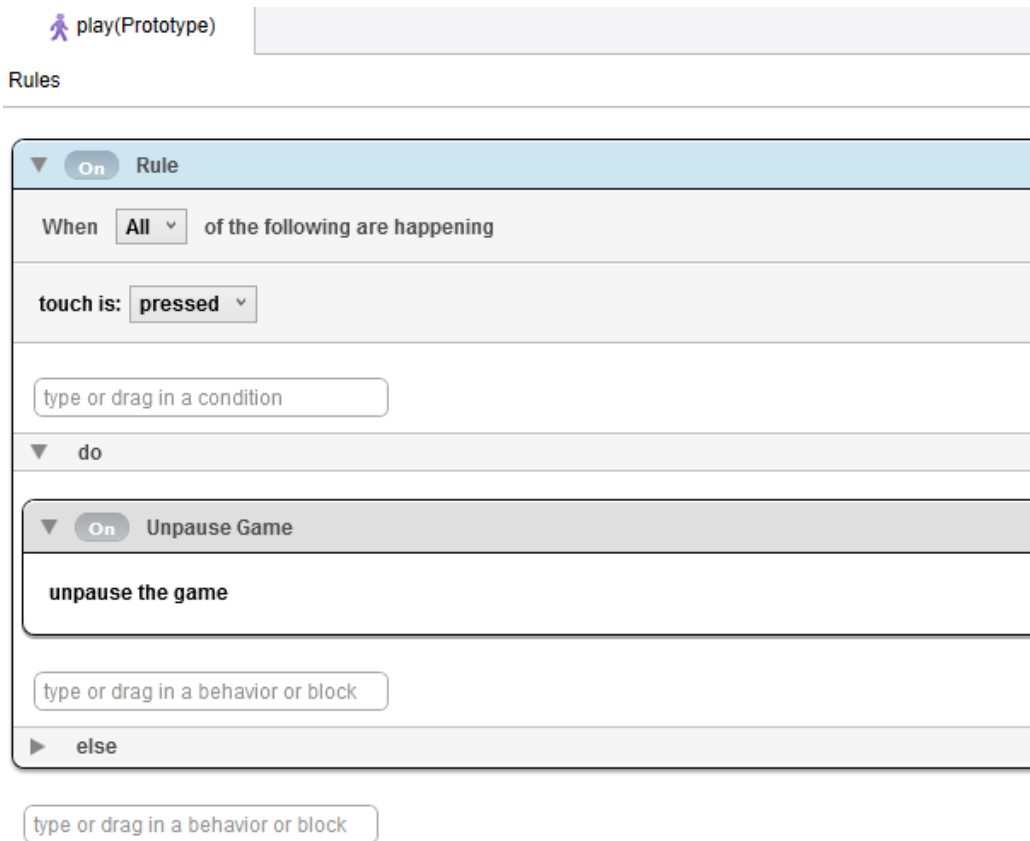 play(Prototype)
Rules
On Rule
When All of the following are happening
touch is: pressed
type or drag in a condition
do
On Unpause Game
unpause the game
type or drag in a behavior or block
else
type or drag in a behavior or block